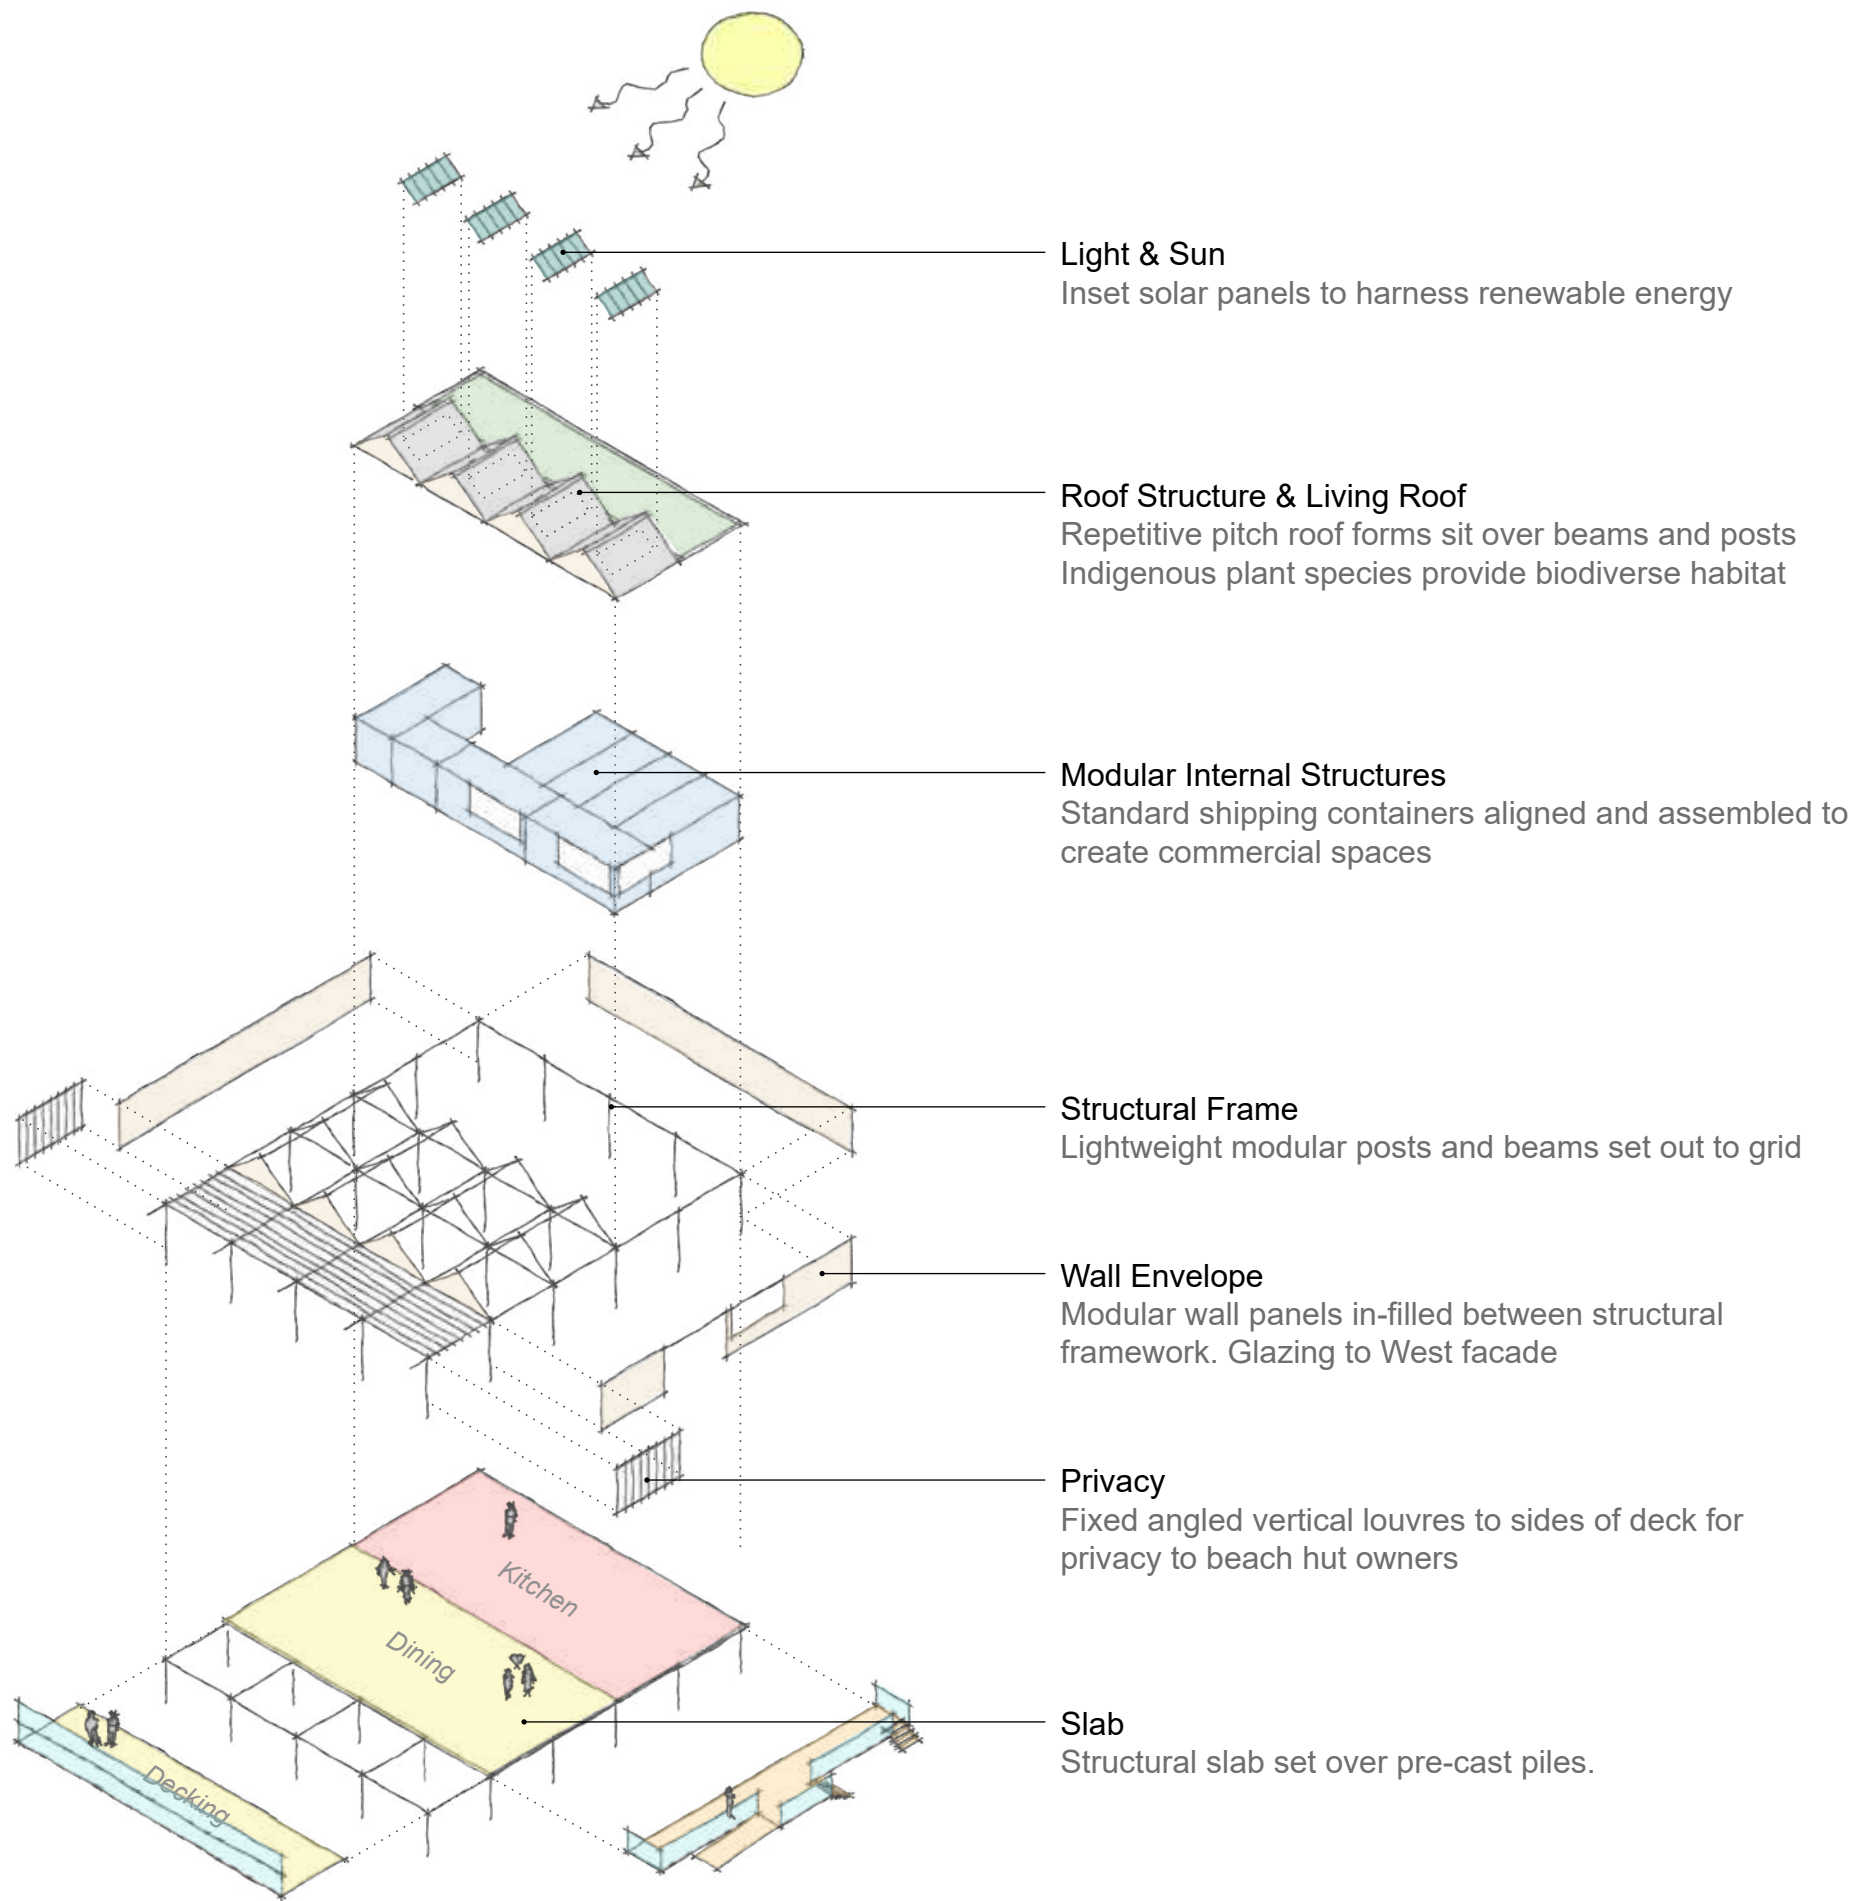 Light & Sun
Inset solar panels to harness renewable energy
Roof Structure & Living Roof
Repetitive pitch roof forms sit over beams and posts
Indigenous plant species provide biodiverse habitat
Modular Internal Structures
Standard shipping containers aligned and assembled to
create commercial spaces
Structural Frame
Lightweight modular posts and beams set out to grid
Wall Envelope
Modular wall panels in-filled between structural
framework. Glazing to West facade
Privacy
Fixed angled vertical louvres to sides of deck for
privacy to beach hut owners
Kitchen
Dining
Slab
Structural slab set over pre-cast piles.
Decking